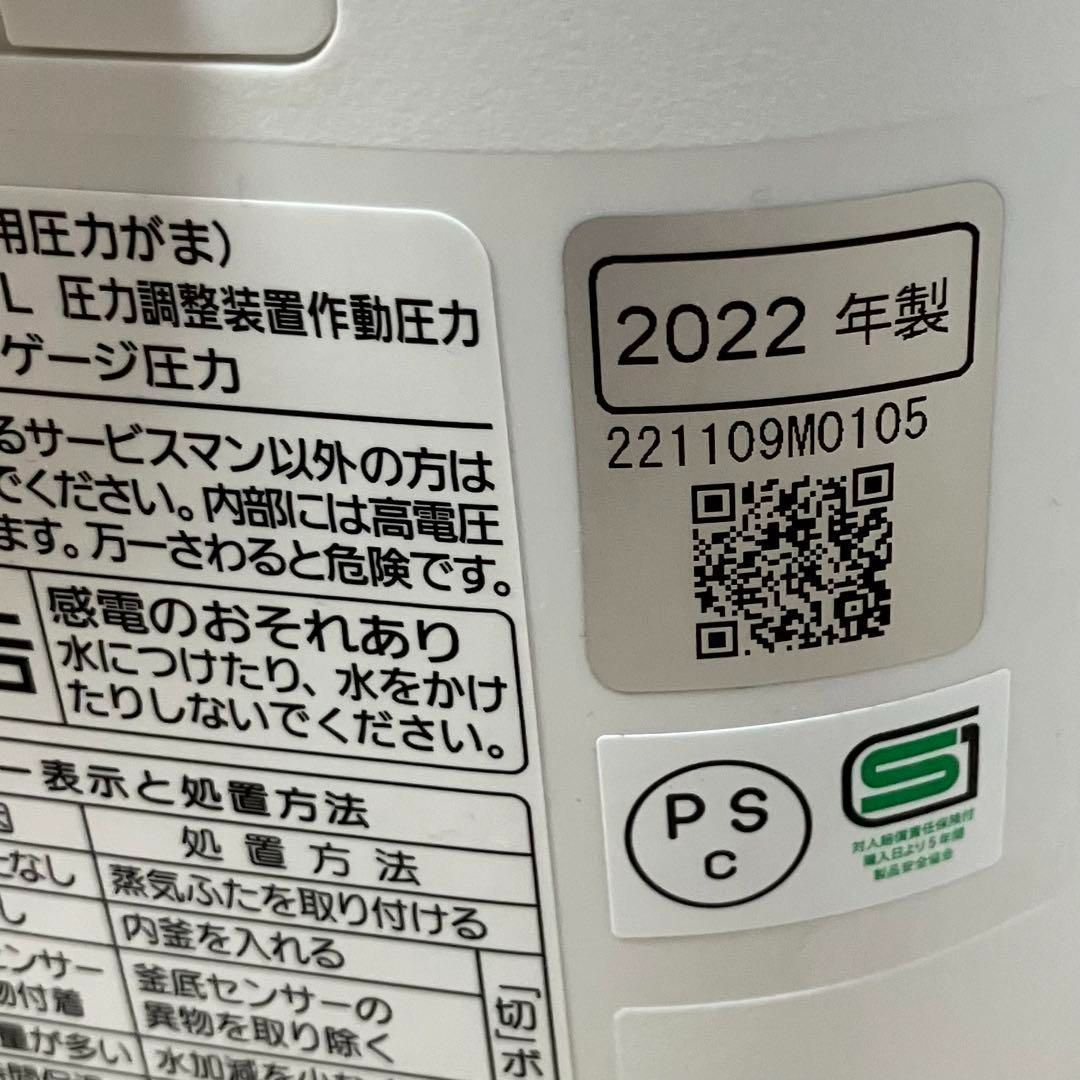 用圧力がま)
L 圧力調整装置作動圧力
ゲージ圧力
るサービスマン以外の方は
でください。内部には高電圧
ます。万一さわると危険です。
感電のおそれあり
水につけたり、水をかけ
たりしないでください。
ー表示と処置方法
因
処置方法
なし
蒸気ふたを取り付ける
し
内釜を入れる
センサー
物付着
釜底センサーの
異物を取り除く
「切」ボ
量が多い
水加減を少な
2022 年製
221109M0105
PS
C
S
対人賠償責任保険付
購入日より5年間
製品安全協会